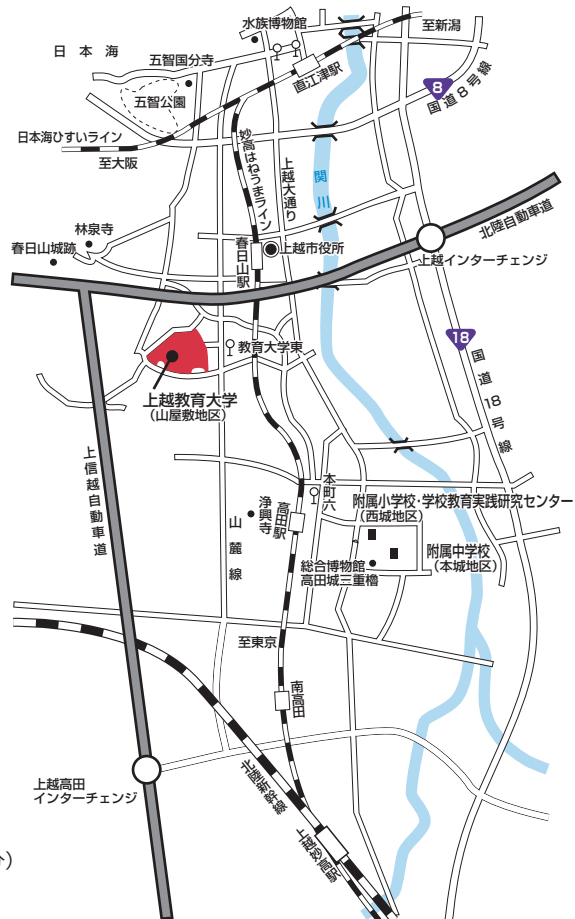 水族博物館
至新潟
日本海
五智国分寺
直江津駅
8
国道8号線
五智公園
日本海ひすいライン
至大阪
妙高はねうまライン
上越大通り
関川
北陸自動車道
林泉寺
春日山城跡
春日山駅
上越市役所
上越インターチェンジ
18
国道18号線
教育大学東
上越教育大学
(山屋敷地区)
上信越自動車道
山麓線
浄興寺
高田駅
本町六
附属小学校・学校教育実践研究センター
(西城地区)
附属中学校
(本城地区)
総合博物館
高田城三重櫓
至東京
南高田
上越高田
インターチェンジ
北陸新幹線
上越妙高駅